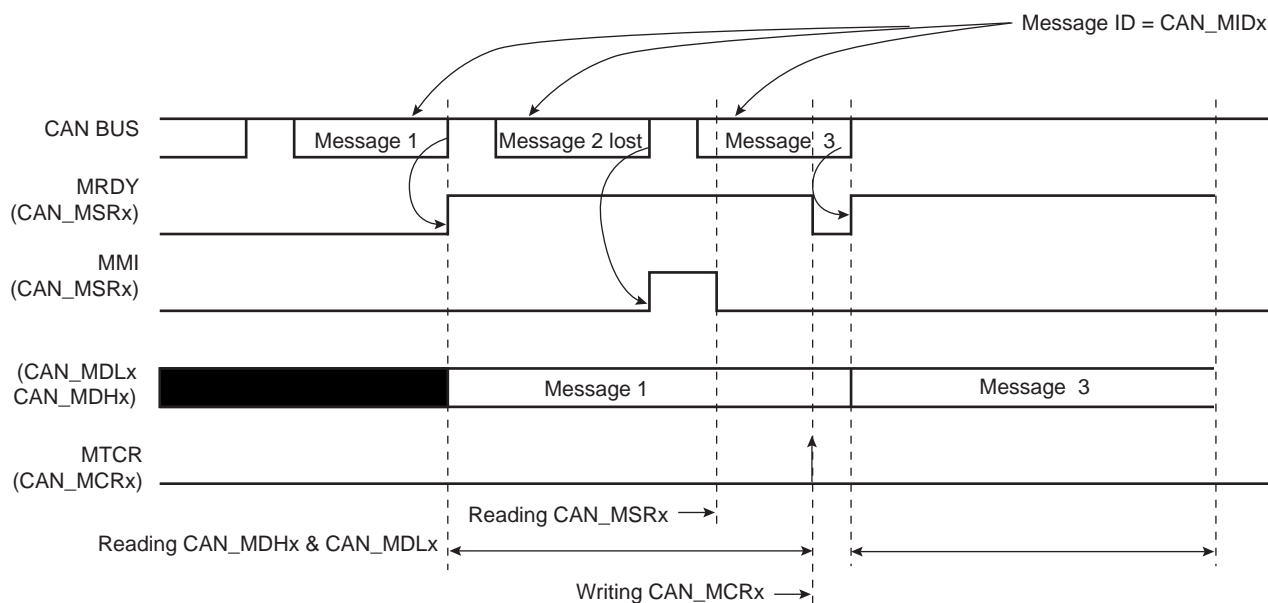 Message ID = CAN_MIDx
CAN BUS
Message 1
Message 2 lost
Message 3
MRDY
(CAN_MSRx)
MMI
(CAN_MSRx)
(CAN_MDLx
CAN_MDHx)
Message 1
Message 3
MTCR
(CAN_MCRx)
Reading CAN_MSRx
Reading CAN_MDHx & CAN_MDLx
Writing CAN_MCRx